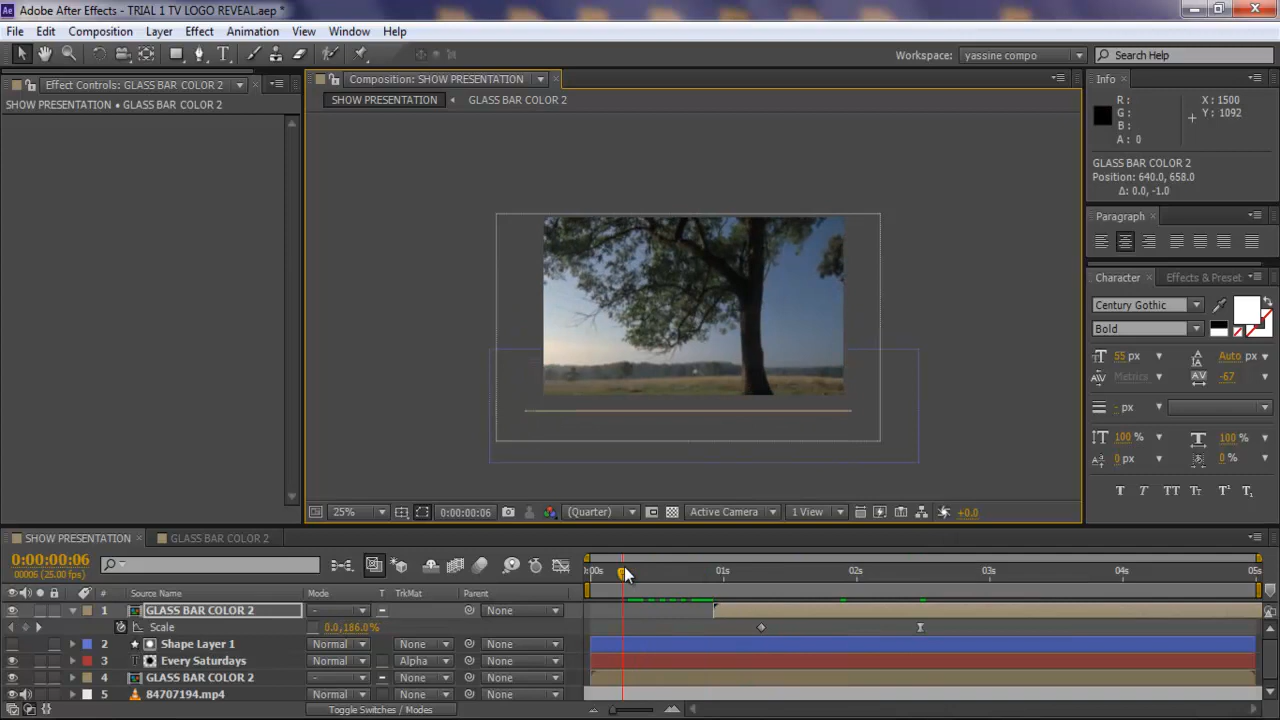 Adobe After Effects - TRIAL 1 TV LOGO REVEAL.aep *
File Edit Composition Layer Effect Animation View Window Help
Workspace: yassine compo Search Help
Effect Controls: GLASS BAR COLOR 2
SHOW PRESENTATION • GLASS BAR COLOR 2
Composition: SHOW PRESENTATION
SHOW PRESENTATION GLASS BAR COLOR 2
Info
R: X: 1500
G: Y: 1092
B:
A: 0
GLASS BAR COLOR 2
Position: 640.0, 658.0
Δ: 0.0, -1.0
Paragraph
Character Effects & Preset
Century Gothic
Bold
55 px Auto px
Metrics -67
- px
100 % 100 %
0 px 0 %
T T TT Tr T¹ T₁
25% 0:00:00:06 (Quarter) Active Camera 1 View +0.0
SHOW PRESENTATION GLASS BAR COLOR 2
0:00:00:06
00006 (25.00 fps)
:00s 01s 02s 03s 04s 05s
# Source Name Mode T TrkMat Parent
1 GLASS BAR COLOR 2 - None
Scale 0.0,186.0%
2 Shape Layer 1 Normal None None
3 Every Saturdays Normal Alpha None
4 GLASS BAR COLOR 2 - None None
5 84707194.mp4 Normal None None
Toggle Switches / Modes